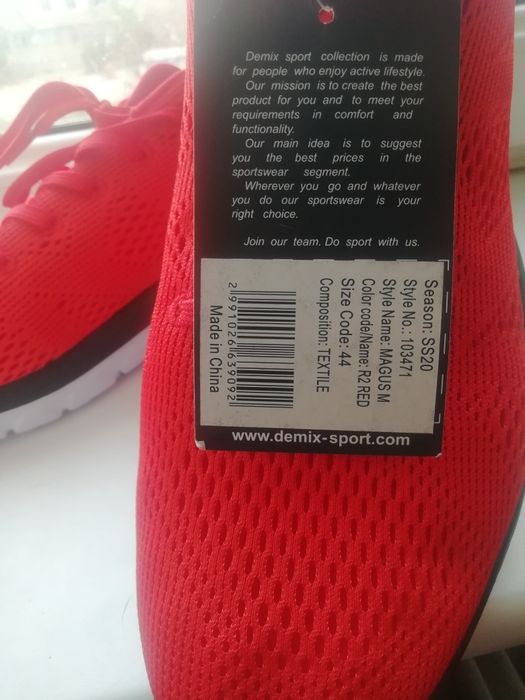 Demix sport collection is made
for people who enjoy active lifestyle.
Our mission is to create the best
product for you and to meet your
requirements in comfort and
functionality.
Our main idea is to suggest
you the best prices in the
sportswear segment.
Wherever you go and whatever
you do our sportswear is your
right choice.
Join our team. Do sport with us.
Season: SS20
Style No.: 103471
Style Name: MAGUS M
Color code/Name: R2 RED
Size Code: 44
Composition: TEXTILE
2991026639092
Made in China
www.demix-sport.com